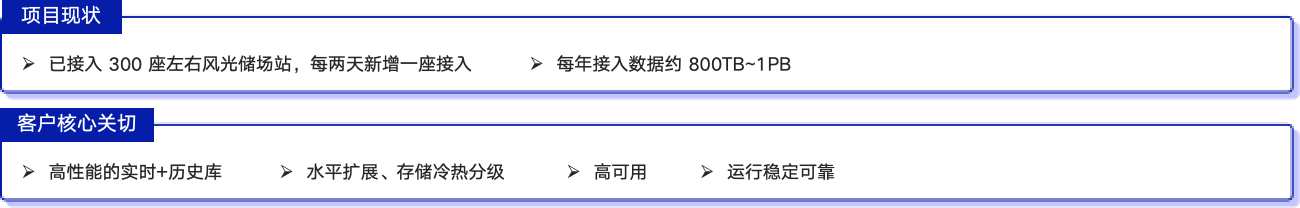 项目现状
➢ 已接入 300 座左右风光储场站，每两天新增一座接入 ➢ 每年接入数据约 800TB~1PB
客户核心关切
➢ 高性能的实时+历史库 ➢ 水平扩展、存储冷热分级 ➢ 高可用 ➢ 运行稳定可靠